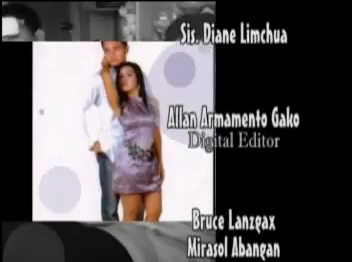 Sis. Diane Limchua
Allan Armamento Gako
Digital Editor
Bruce Lanzgax
Mirasol Abangan